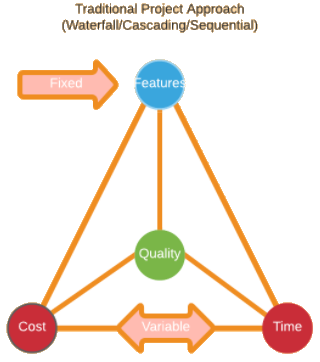 Traditional Project Approach
(Waterfall/Cascading/Sequential)
Fixed
Features
Quality
Cost
Variable
Time